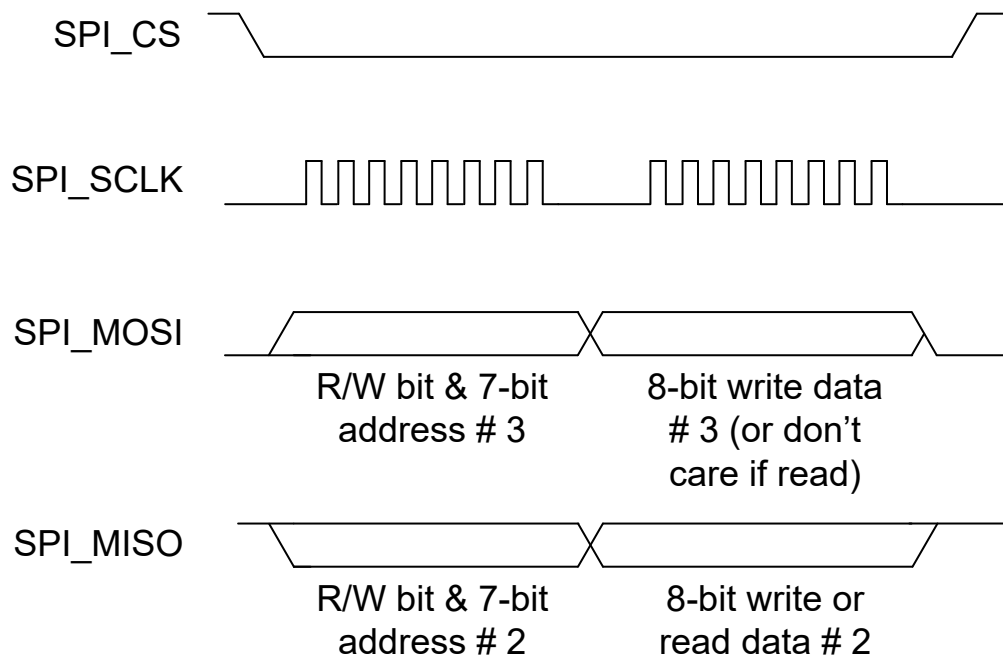 SPI_CS
SPI_SCLK
SPI_MOSI
R/W bit & 7-bit
address # 3
8-bit write data
# 3 (or don’t
care if read)
SPI_MISO
R/W bit & 7-bit
address # 2
8-bit write or
read data # 2